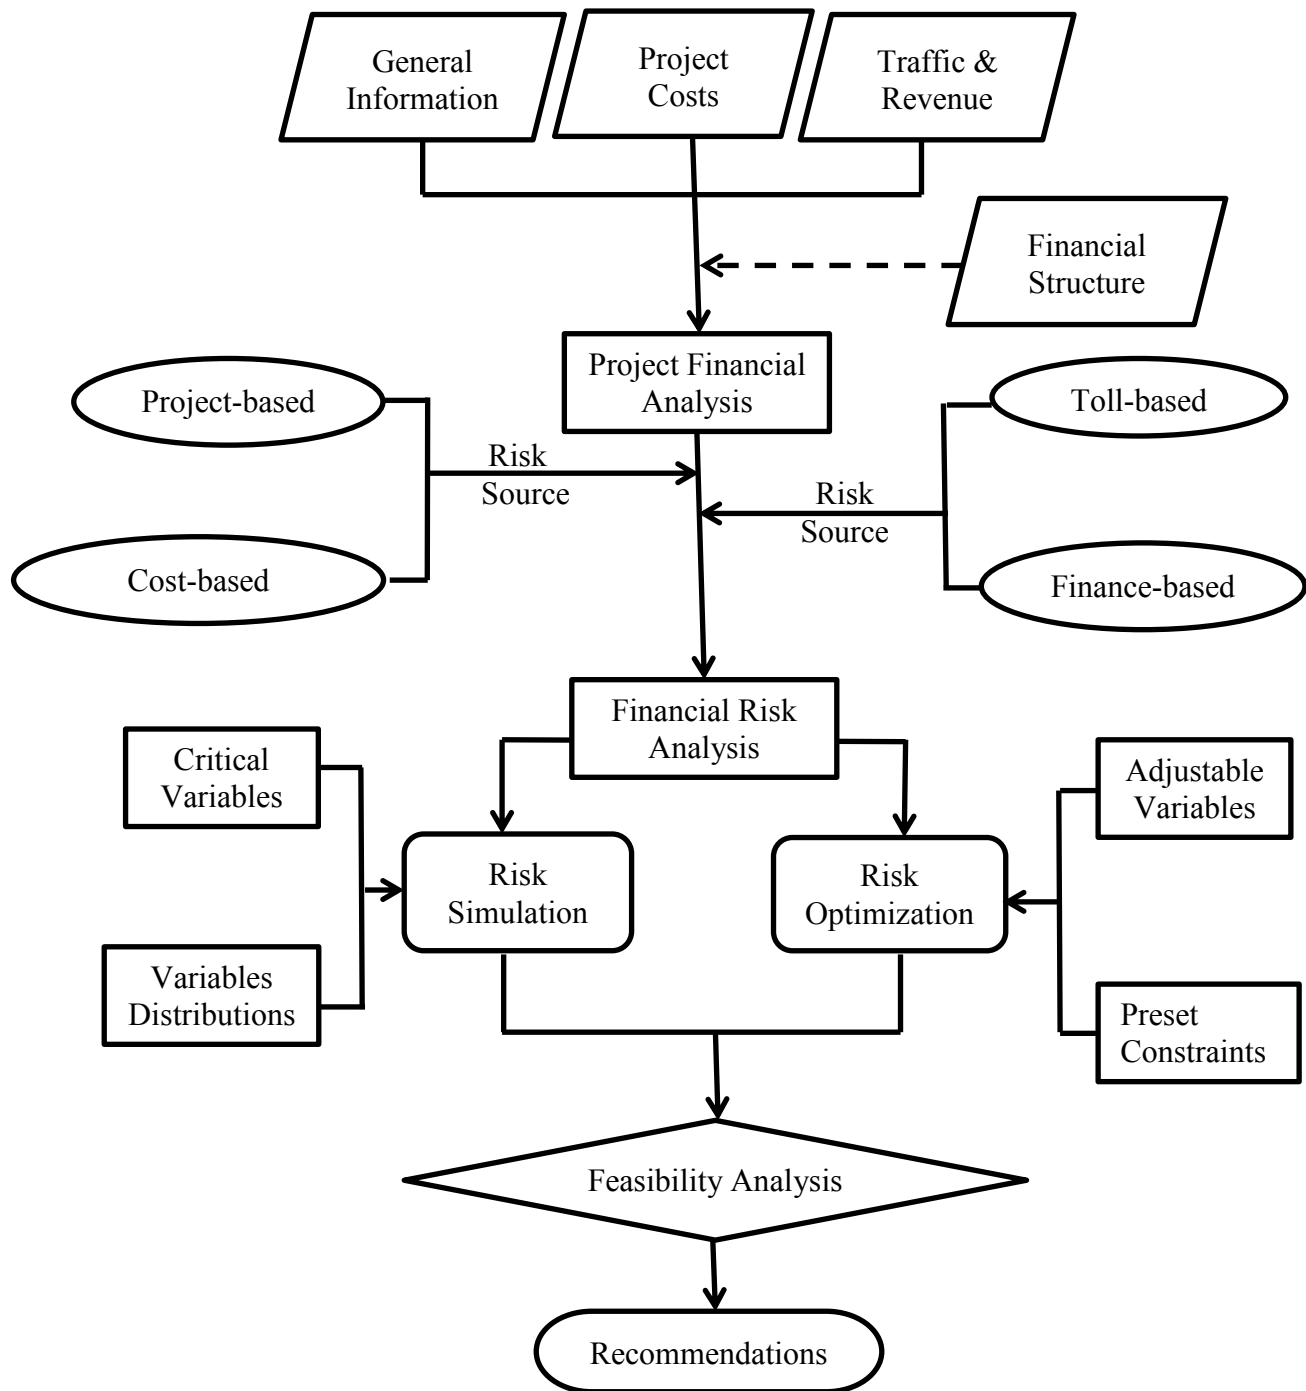 General
Information
Project
Costs
Traffic &
Revenue
Financial
Structure
Project Financial
Analysis
Project-based
Toll-based
Risk
Source
Risk
Source
Cost-based
Finance-based
Financial Risk
Analysis
Critical
Variables
Adjustable
Variables
Risk
Simulation
Risk
Optimization
Variables
Distributions
Preset
Constraints
Feasibility Analysis
Recommendations